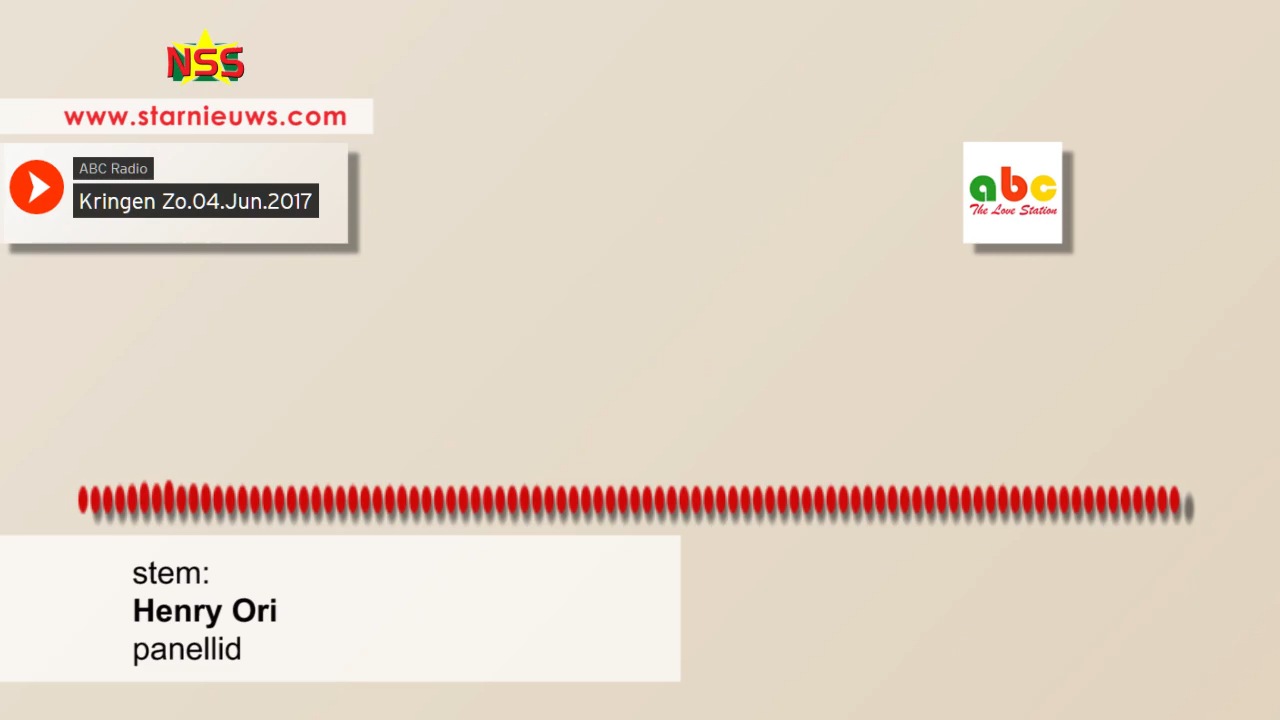 NSS
www.starnieuws.com
ABC Radio
Kringen Zo.04.Jun.2017
abc
The Love Station
stem:
Henry Ori
panellid